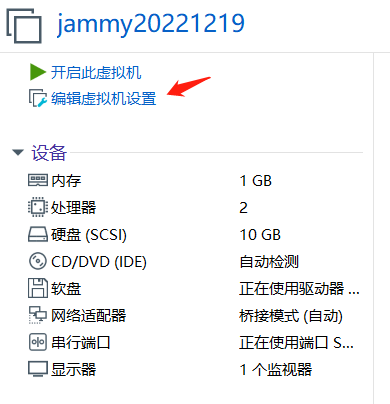 jammy20221219
开启此虚拟机
编辑虚拟机设置
设备
内存 1 GB
处理器 2
硬盘 (SCSI) 10 GB
CD/DVD (IDE) 自动检测
软盘 正在使用驱动器 ...
网络适配器 桥接模式 (自动)
串行端口 正在使用端口 S...
显示器 1 个监视器